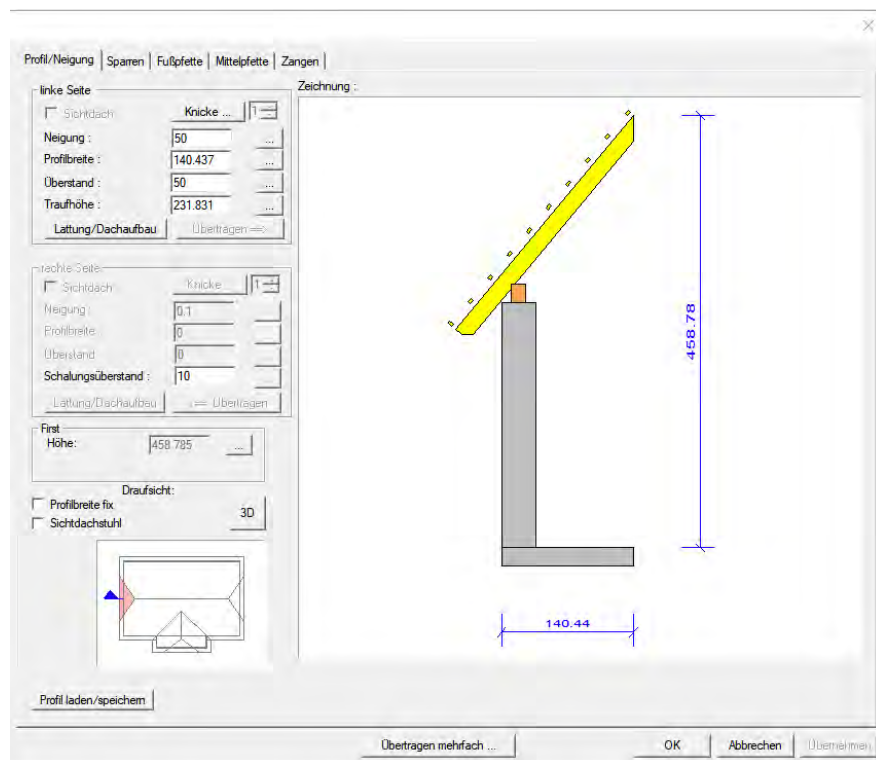 Profil/Neigung Sparren Fußpfette Mittelpfette Zangen
linke Seite
Sichtdach Knicke ... 1
Neigung : 50 ...
Profilbreite : 140.437 ...
Überstand : 50 ...
Traufhöhe : 231.831 ...
Lattung/Dachaufbau Übertragen ==>
rechte Seite
Sichtdach Knicke 1
Neigung : 0.1
Profilbreite 0
Überstand 0
Schalungsüberstand : 10
Lattung/Dachaufbau <== Übertragen
First
Höhe: 458.785 ...
Draufsicht:
Profilbreite fix
Sichtdachstuhl
3D
Profil laden/speichern
Zeichnung :
458.78
140.44
Übertragen mehrfach ... OK Abbrechen Übernehmen